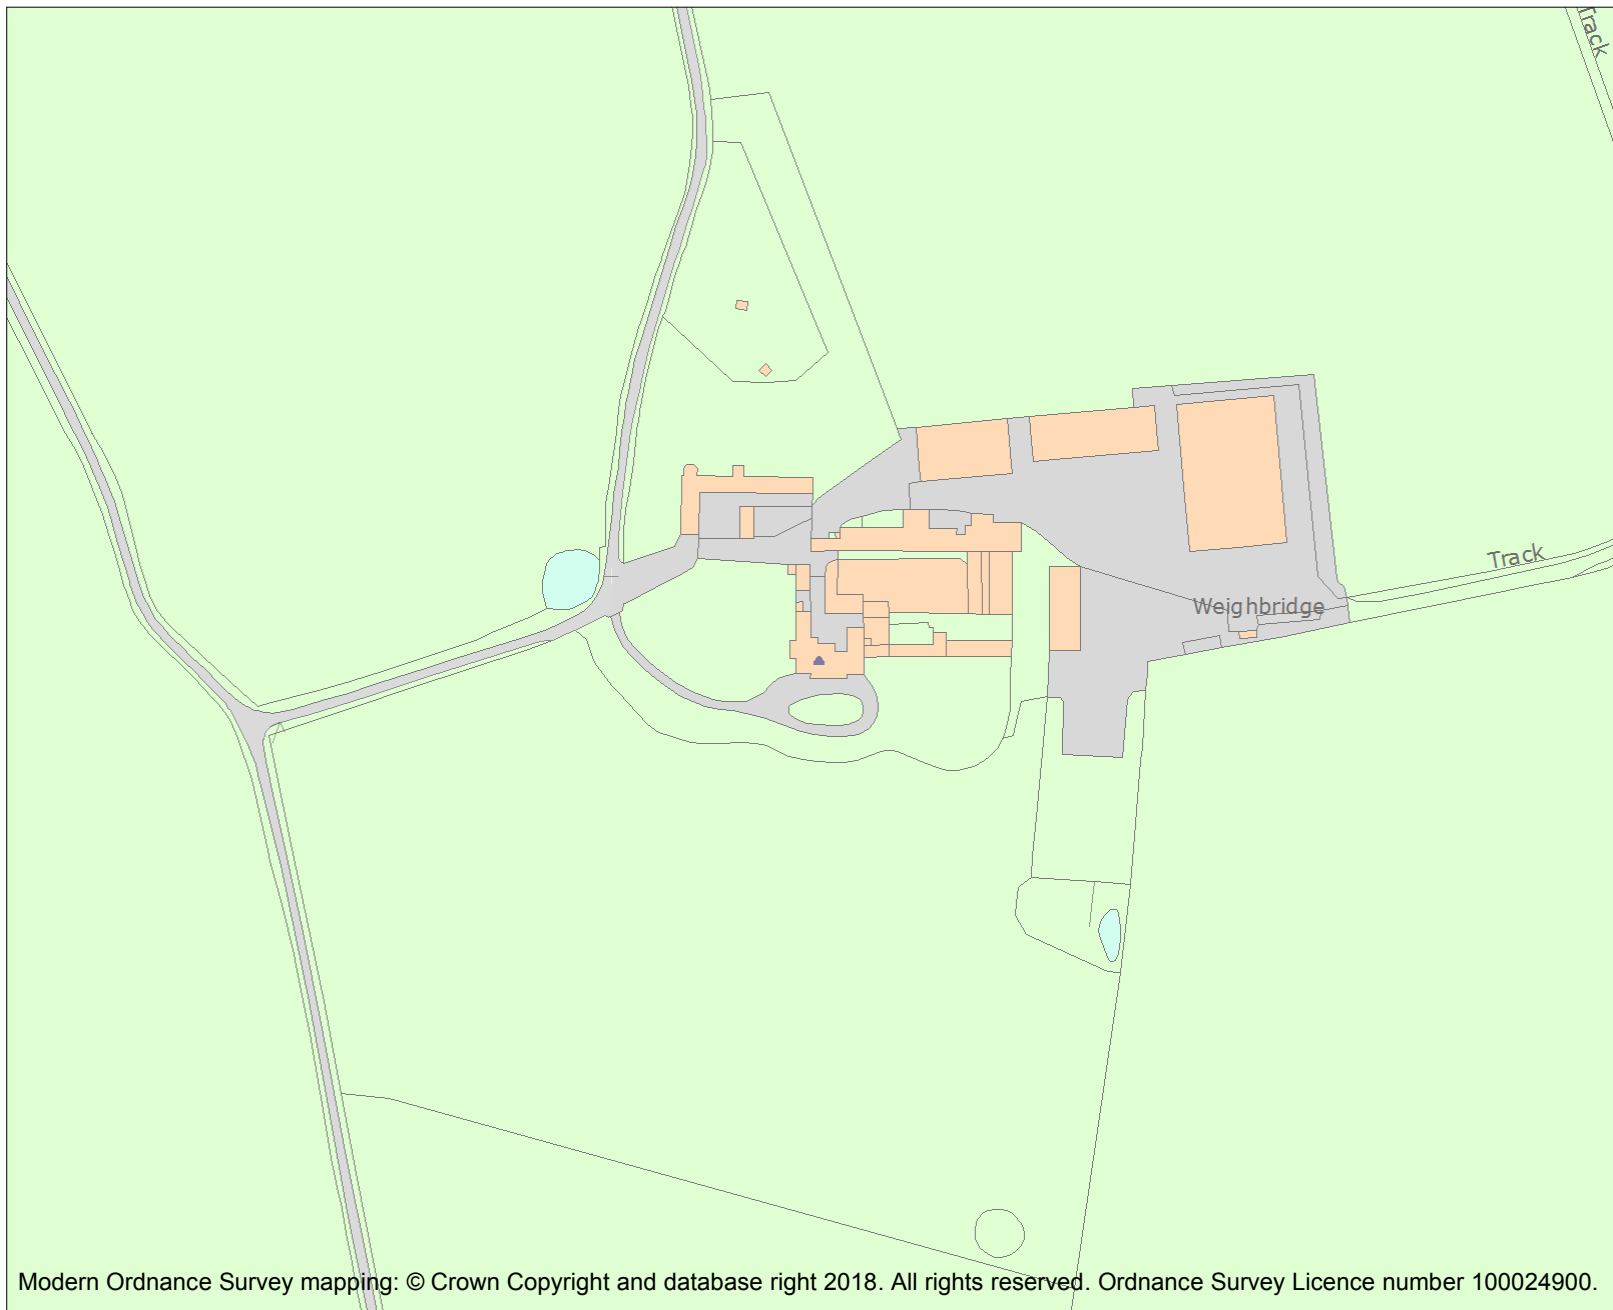 Track
Track
Weighbridge
Modern Ordnance Survey mapping: © Crown Copyright and database right 2018. All rights reserved. Ordnance Survey Licence number 100024900.